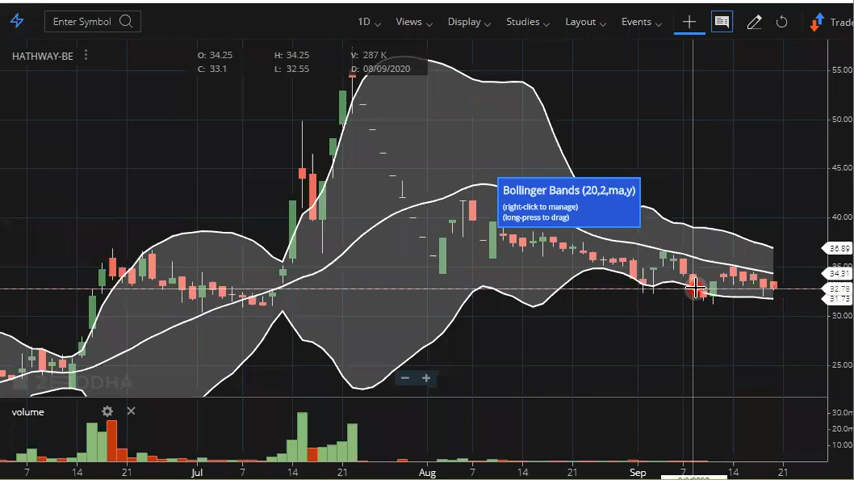 Enter Symbol
1D Views Display Studies Layout Events Trade
HATHWAY-BE
O: 34.25 H: 34.25 V: 287 K
C: 33.1 L: 32.55 D: 08/09/2020
55.00
50.00
45.00
40.00
Bollinger Bands (20,2,ma,y)
(right-click to manage)
(long-press to drag)
36.89
34.31
32.78
31.73
25.00
ZERODHA
volume
30.0m
20.0m
10.00
7 14 21 Jul 7 14 21 Aug 7 14 21 Sep 7 14 21